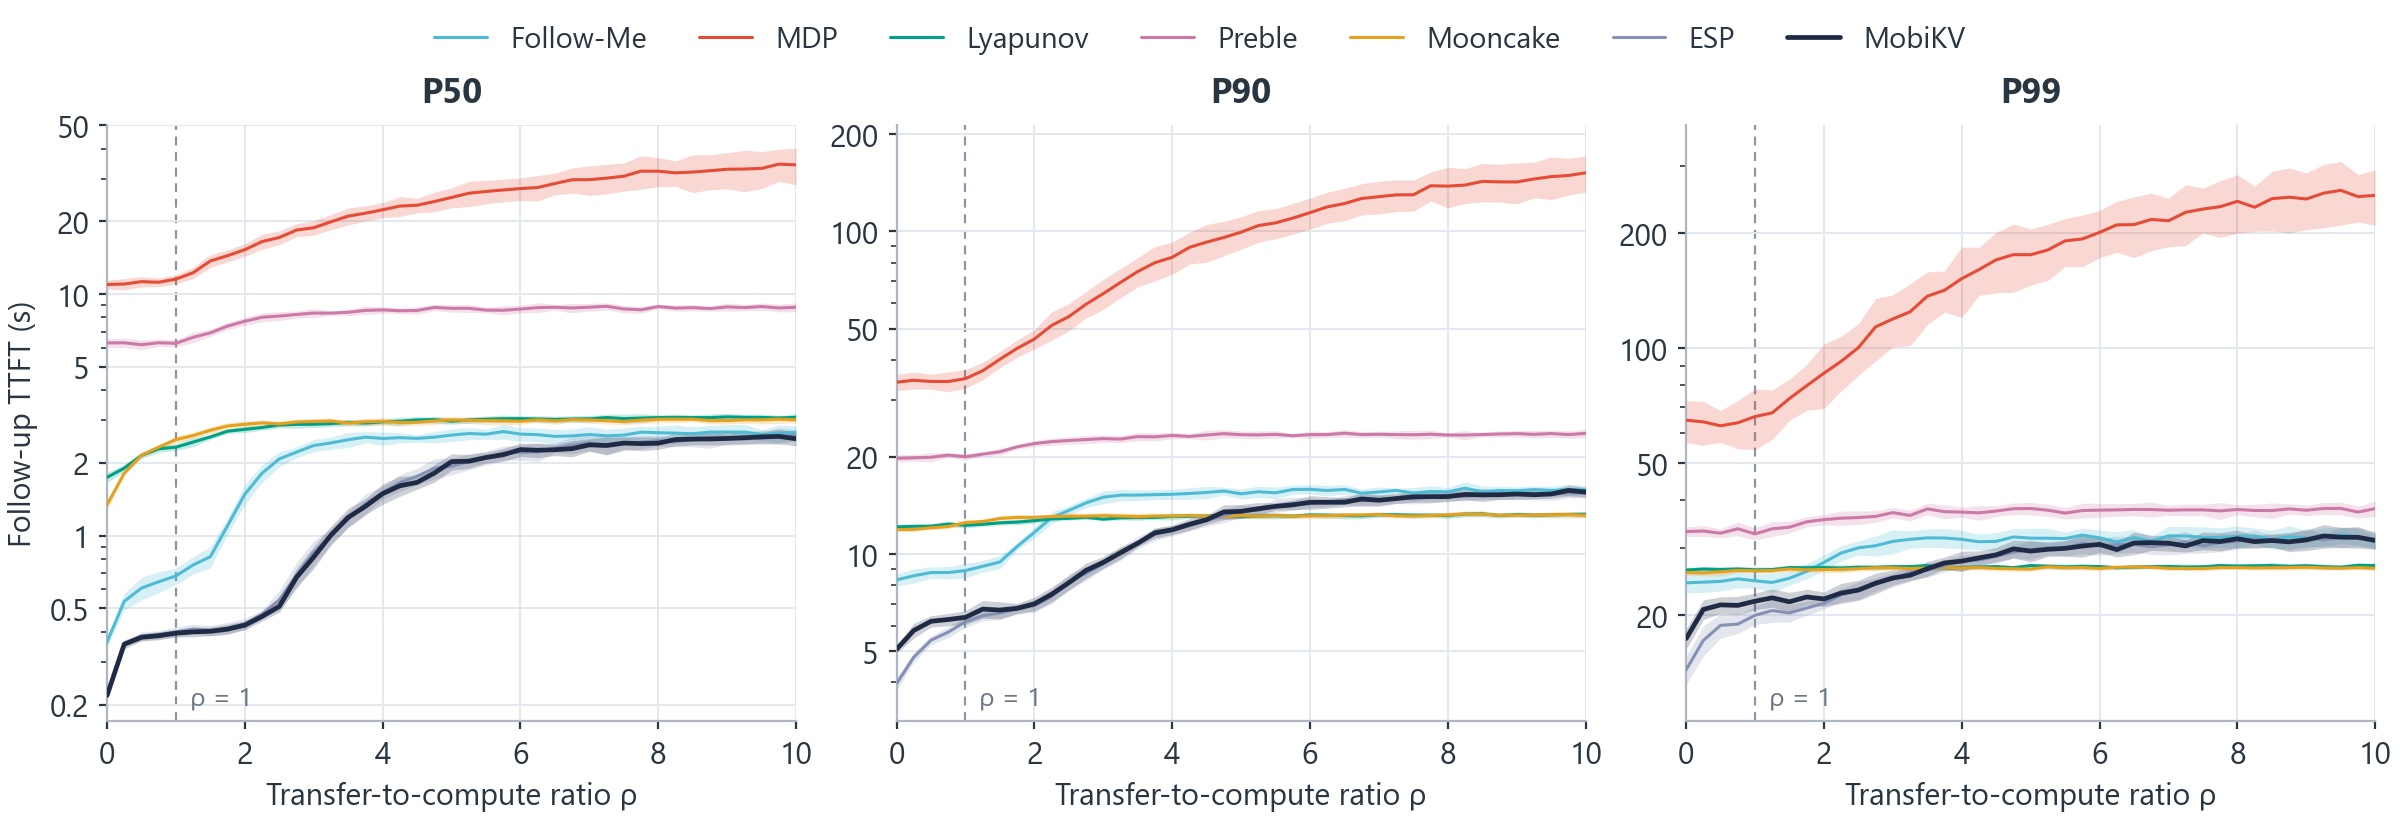 Follow-Me MDP Lyapunov Preble Mooncake ESP MobiKV
P50 P90 P99
Follow-up TTFT (s)
50
20
10
5
2
1
0.5
0.2
ρ = 1
0 2 4 6 8 10
Transfer-to-compute ratio ρ
200
100
50
20
10
5
ρ = 1
0 2 4 6 8 10
Transfer-to-compute ratio ρ
200
100
50
20
ρ = 1
0 2 4 6 8 10
Transfer-to-compute ratio ρ